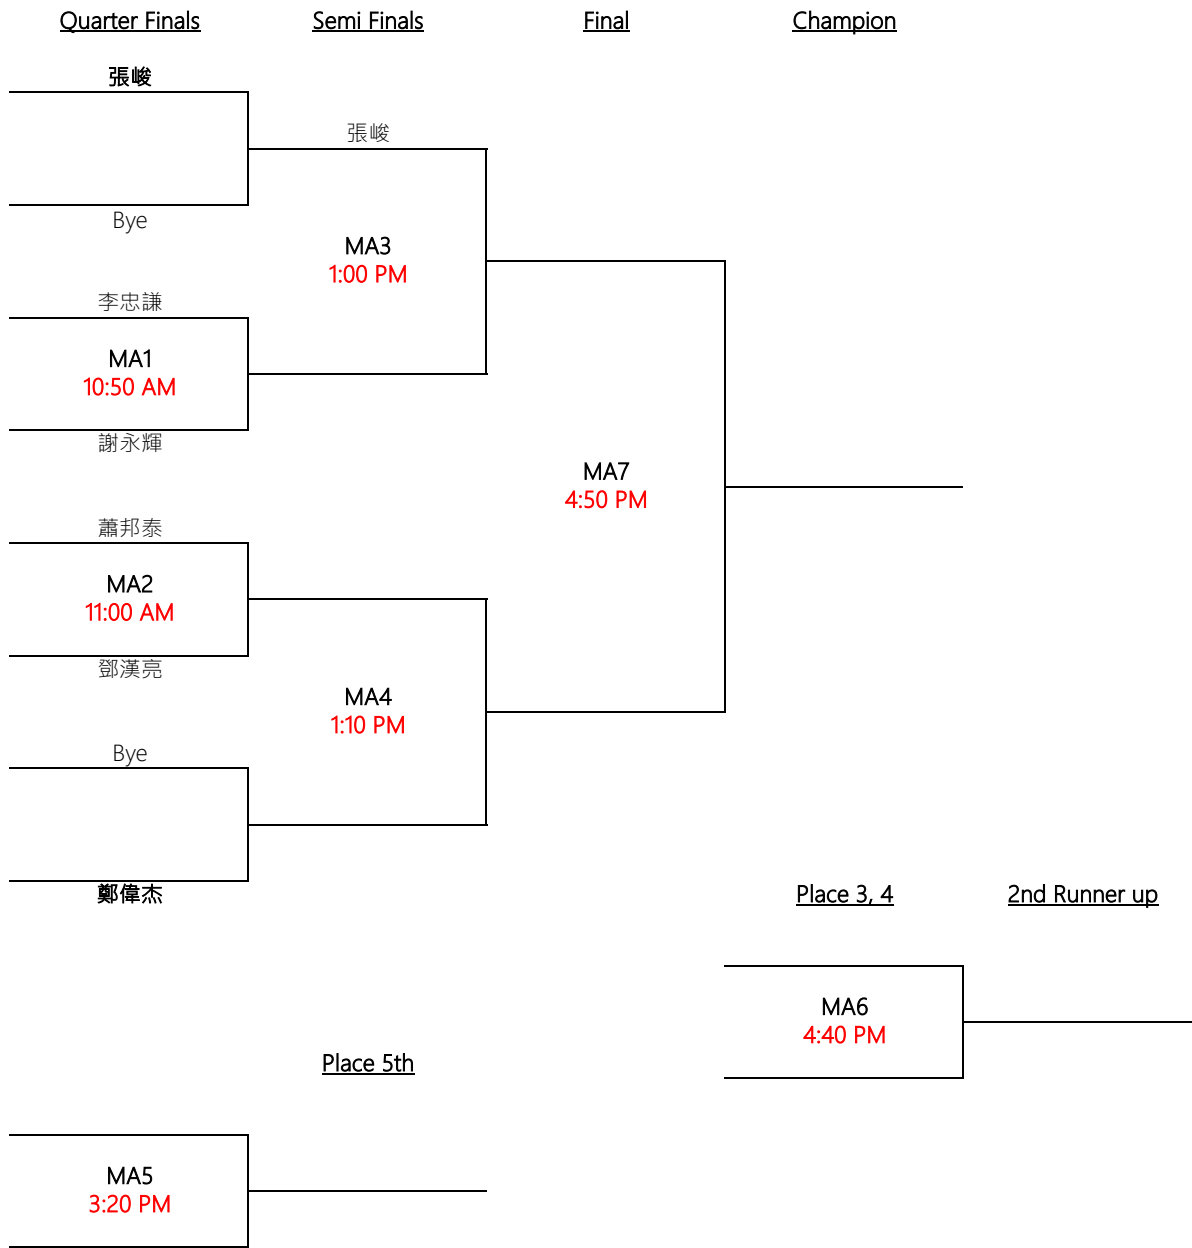 Quarter Finals
Semi Finals
Final
Champion
張峻
張峻
Bye
MA3
1:00 PM
李忠謙
MA1
10:50 AM
謝永輝
MA7
4:50 PM
蕭邦泰
MA2
11:00 AM
鄧漢亮
MA4
1:10 PM
Bye
鄭偉杰
Place 3, 4
2nd Runner up
MA6
4:40 PM
Place 5th
MA5
3:20 PM